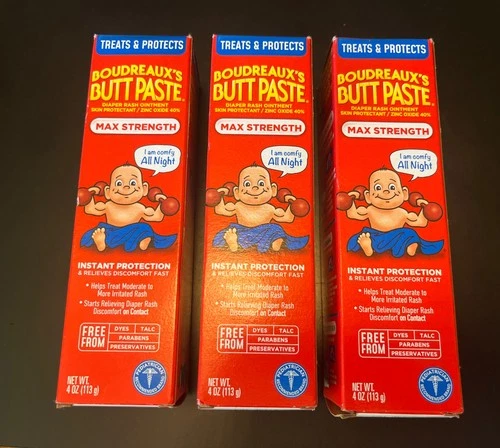 TREATS & PROTECTS
BOUDREAUX'S
BUTT PASTE
DIAPER RASH OINTMENT
SKIN PROTECTANT / ZINC OXIDE 40%
MAX STRENGTH
I am comfy
All Night
INSTANT PROTECTION
& RELIEVES DISCOMFORT FAST
• Helps Treat Moderate to
More Irritated Rash
• Starts Relieving Diaper Rash
Discomfort on Contact
FREE
FROM
DYES TALC
PARABENS
PRESERVATIVES
NET WT.
4 OZ (113 g)
PEDIATRICIAN
RECOMMENDED
TREATS & PROTECTS
BOUDREAUX'S
BUTT PASTE
DIAPER RASH OINTMENT
SKIN PROTECTANT / ZINC OXIDE 40%
MAX STRENGTH
I am comfy
All Night
INSTANT PROTECTION
& RELIEVES DISCOMFORT FAST
• Helps Treat Moderate to
More Irritated Rash
• Starts Relieving Diaper Rash
Discomfort on Contact
FREE
FROM
DYES TALC
PARABENS
PRESERVATIVES
NET WT.
4 OZ (113 g)
PEDIATRICIAN
RECOMMENDED
TREATS & PROTECTS
BOUDREAUX'S
BUTT PASTE
DIAPER RASH OINTMENT
SKIN PROTECTANT / ZINC OXIDE 40%
MAX STRENGTH
I am comfy
All Night
INSTANT PROTECTION
& RELIEVES DISCOMFORT FAST
• Helps Treat Moderate to
More Irritated Rash
• Starts Relieving Diaper Rash
Discomfort on Contact
FREE
FROM
DYES TALC
PARABENS
PRESERVATIVES
NET WT.
4 OZ (113 g)
PEDIATRICIAN
RECOMMENDED